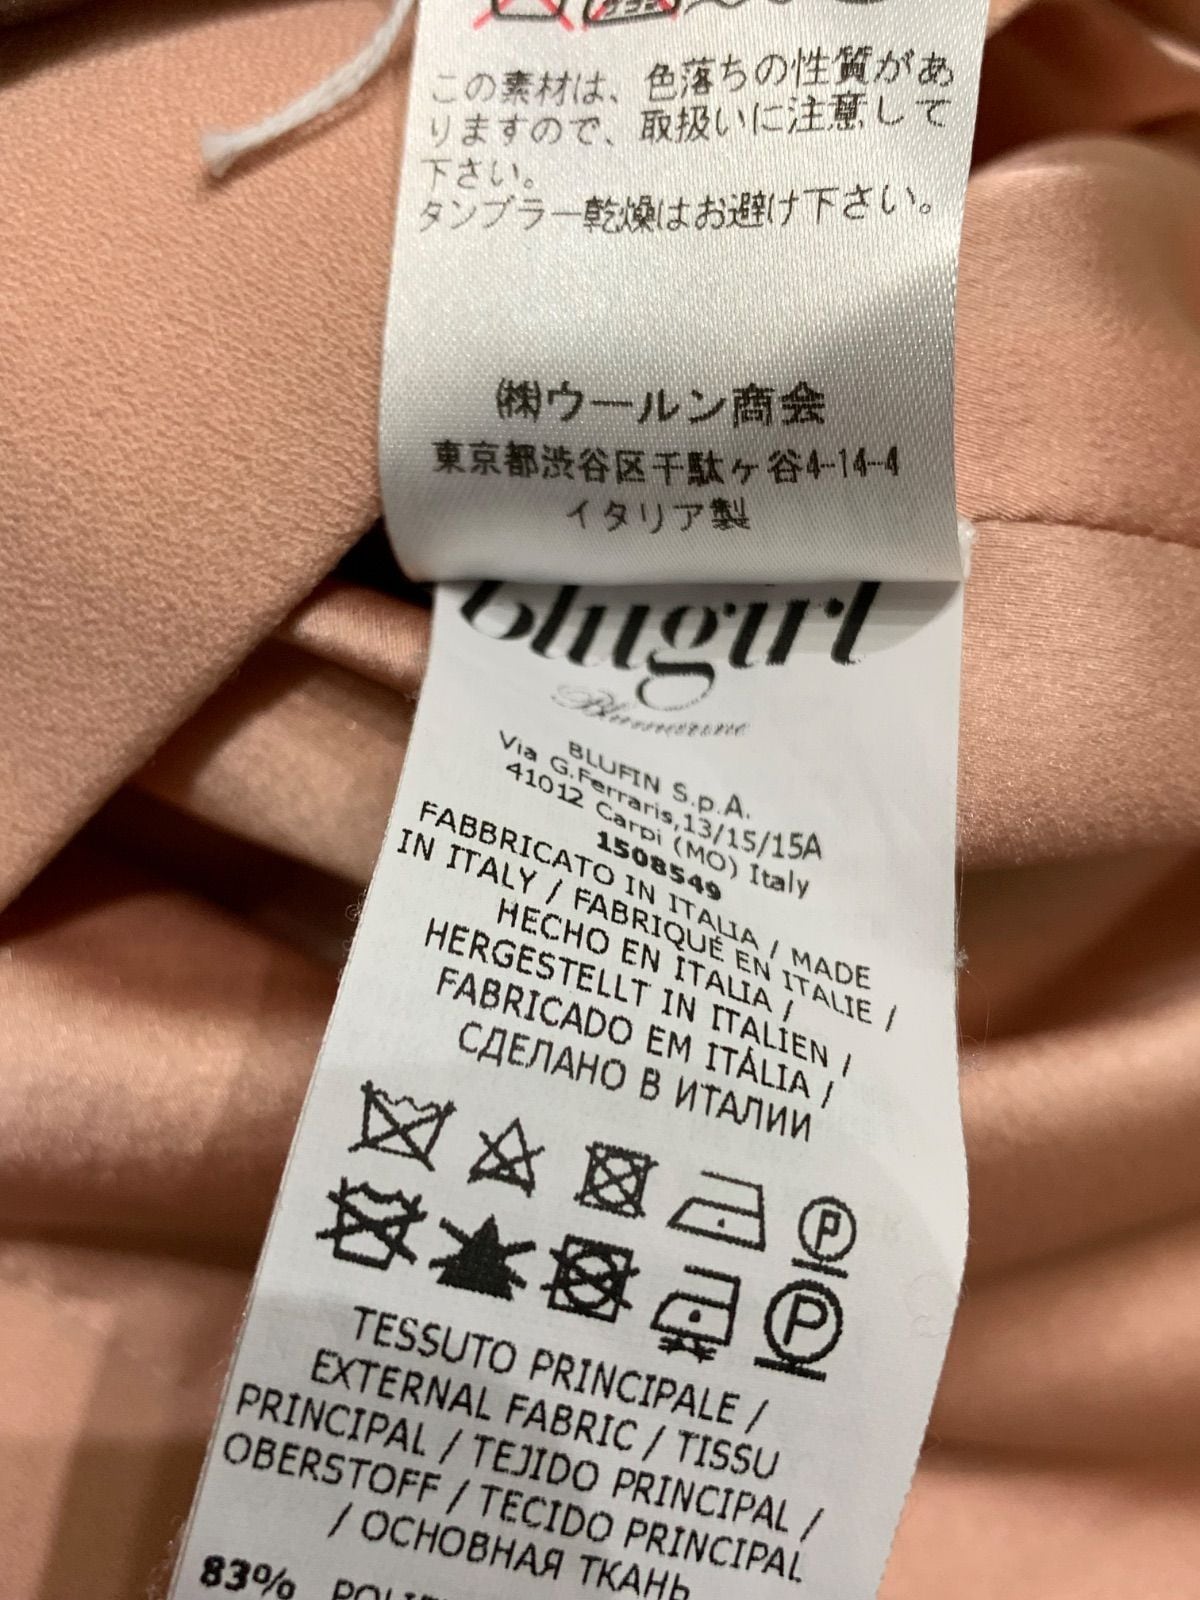 この素材は、色落ちの性質があ
りますので、取扱いに注意して
下さい。
タンブラー乾燥はお避け下さい。
㈱ウールン商会
東京都渋谷区千駄ヶ谷4-14-4
イタリア製
blugirl
Blumarine
BLUFIN S.p.A.
Via G.Ferraris,13/15/15A
41012 Carpi (MO) Italy
1508549
FABBRICATO IN ITALIA / MADE
IN ITALY / FABRIQUÉ EN ITALIE /
HECHO EN ITALIA /
HERGESTELLT IN ITALIEN /
FABRICADO EM ITÁLIA /
СДЕЛАНО В ИТАЛИИ
P
P
TESSUTO PRINCIPALE /
EXTERNAL FABRIC / TISSU
PRINCIPAL / TEJIDO PRINCIPAL /
OBERSTOFF / TECIDO PRINCIPAL
/ ОСНОВНАЯ ТКАНЬ
83%